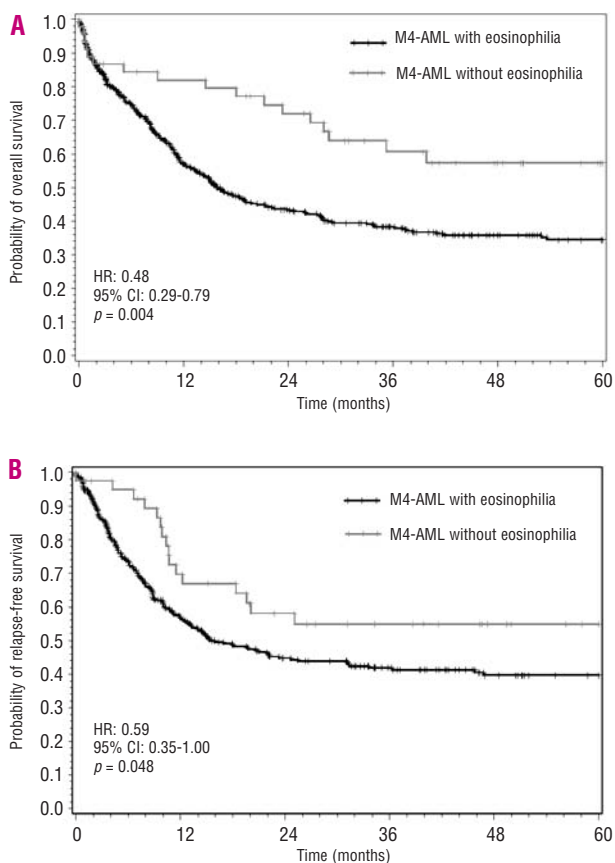 A
1.0
0.9
0.8
0.7
0.6
0.5
0.4
0.3
0.2
0.1
0.0
Probability of overall survival
M4-AML with eosinophilia
M4-AML without eosinophilia
HR: 0.48
95% CI: 0.29-0.79
p = 0.004
0 12 24 36 48 60
Time (months)
B
1.0
0.9
0.8
0.7
0.6
0.5
0.4
0.3
0.2
0.1
0.0
Probability of relapse-free survival
M4-AML with eosinophilia
M4-AML without eosinophilia
HR: 0.59
95% CI: 0.35-1.00
p = 0.048
0 12 24 36 48 60
Time (months)